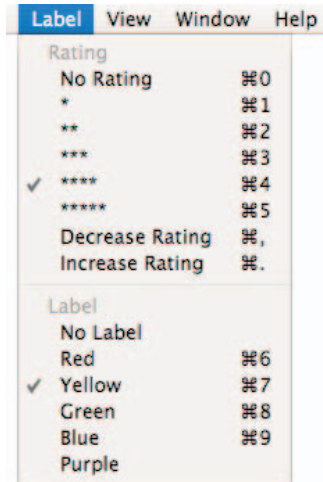 Label View Window Help
Rating
No Rating ⌘0
* ⌘1
** ⌘2
*** ⌘3
✓ **** ⌘4
***** ⌘5
Decrease Rating ⌘,
Increase Rating ⌘.
Label
No Label
Red ⌘6
✓ Yellow ⌘7
Green ⌘8
Blue ⌘9
Purple